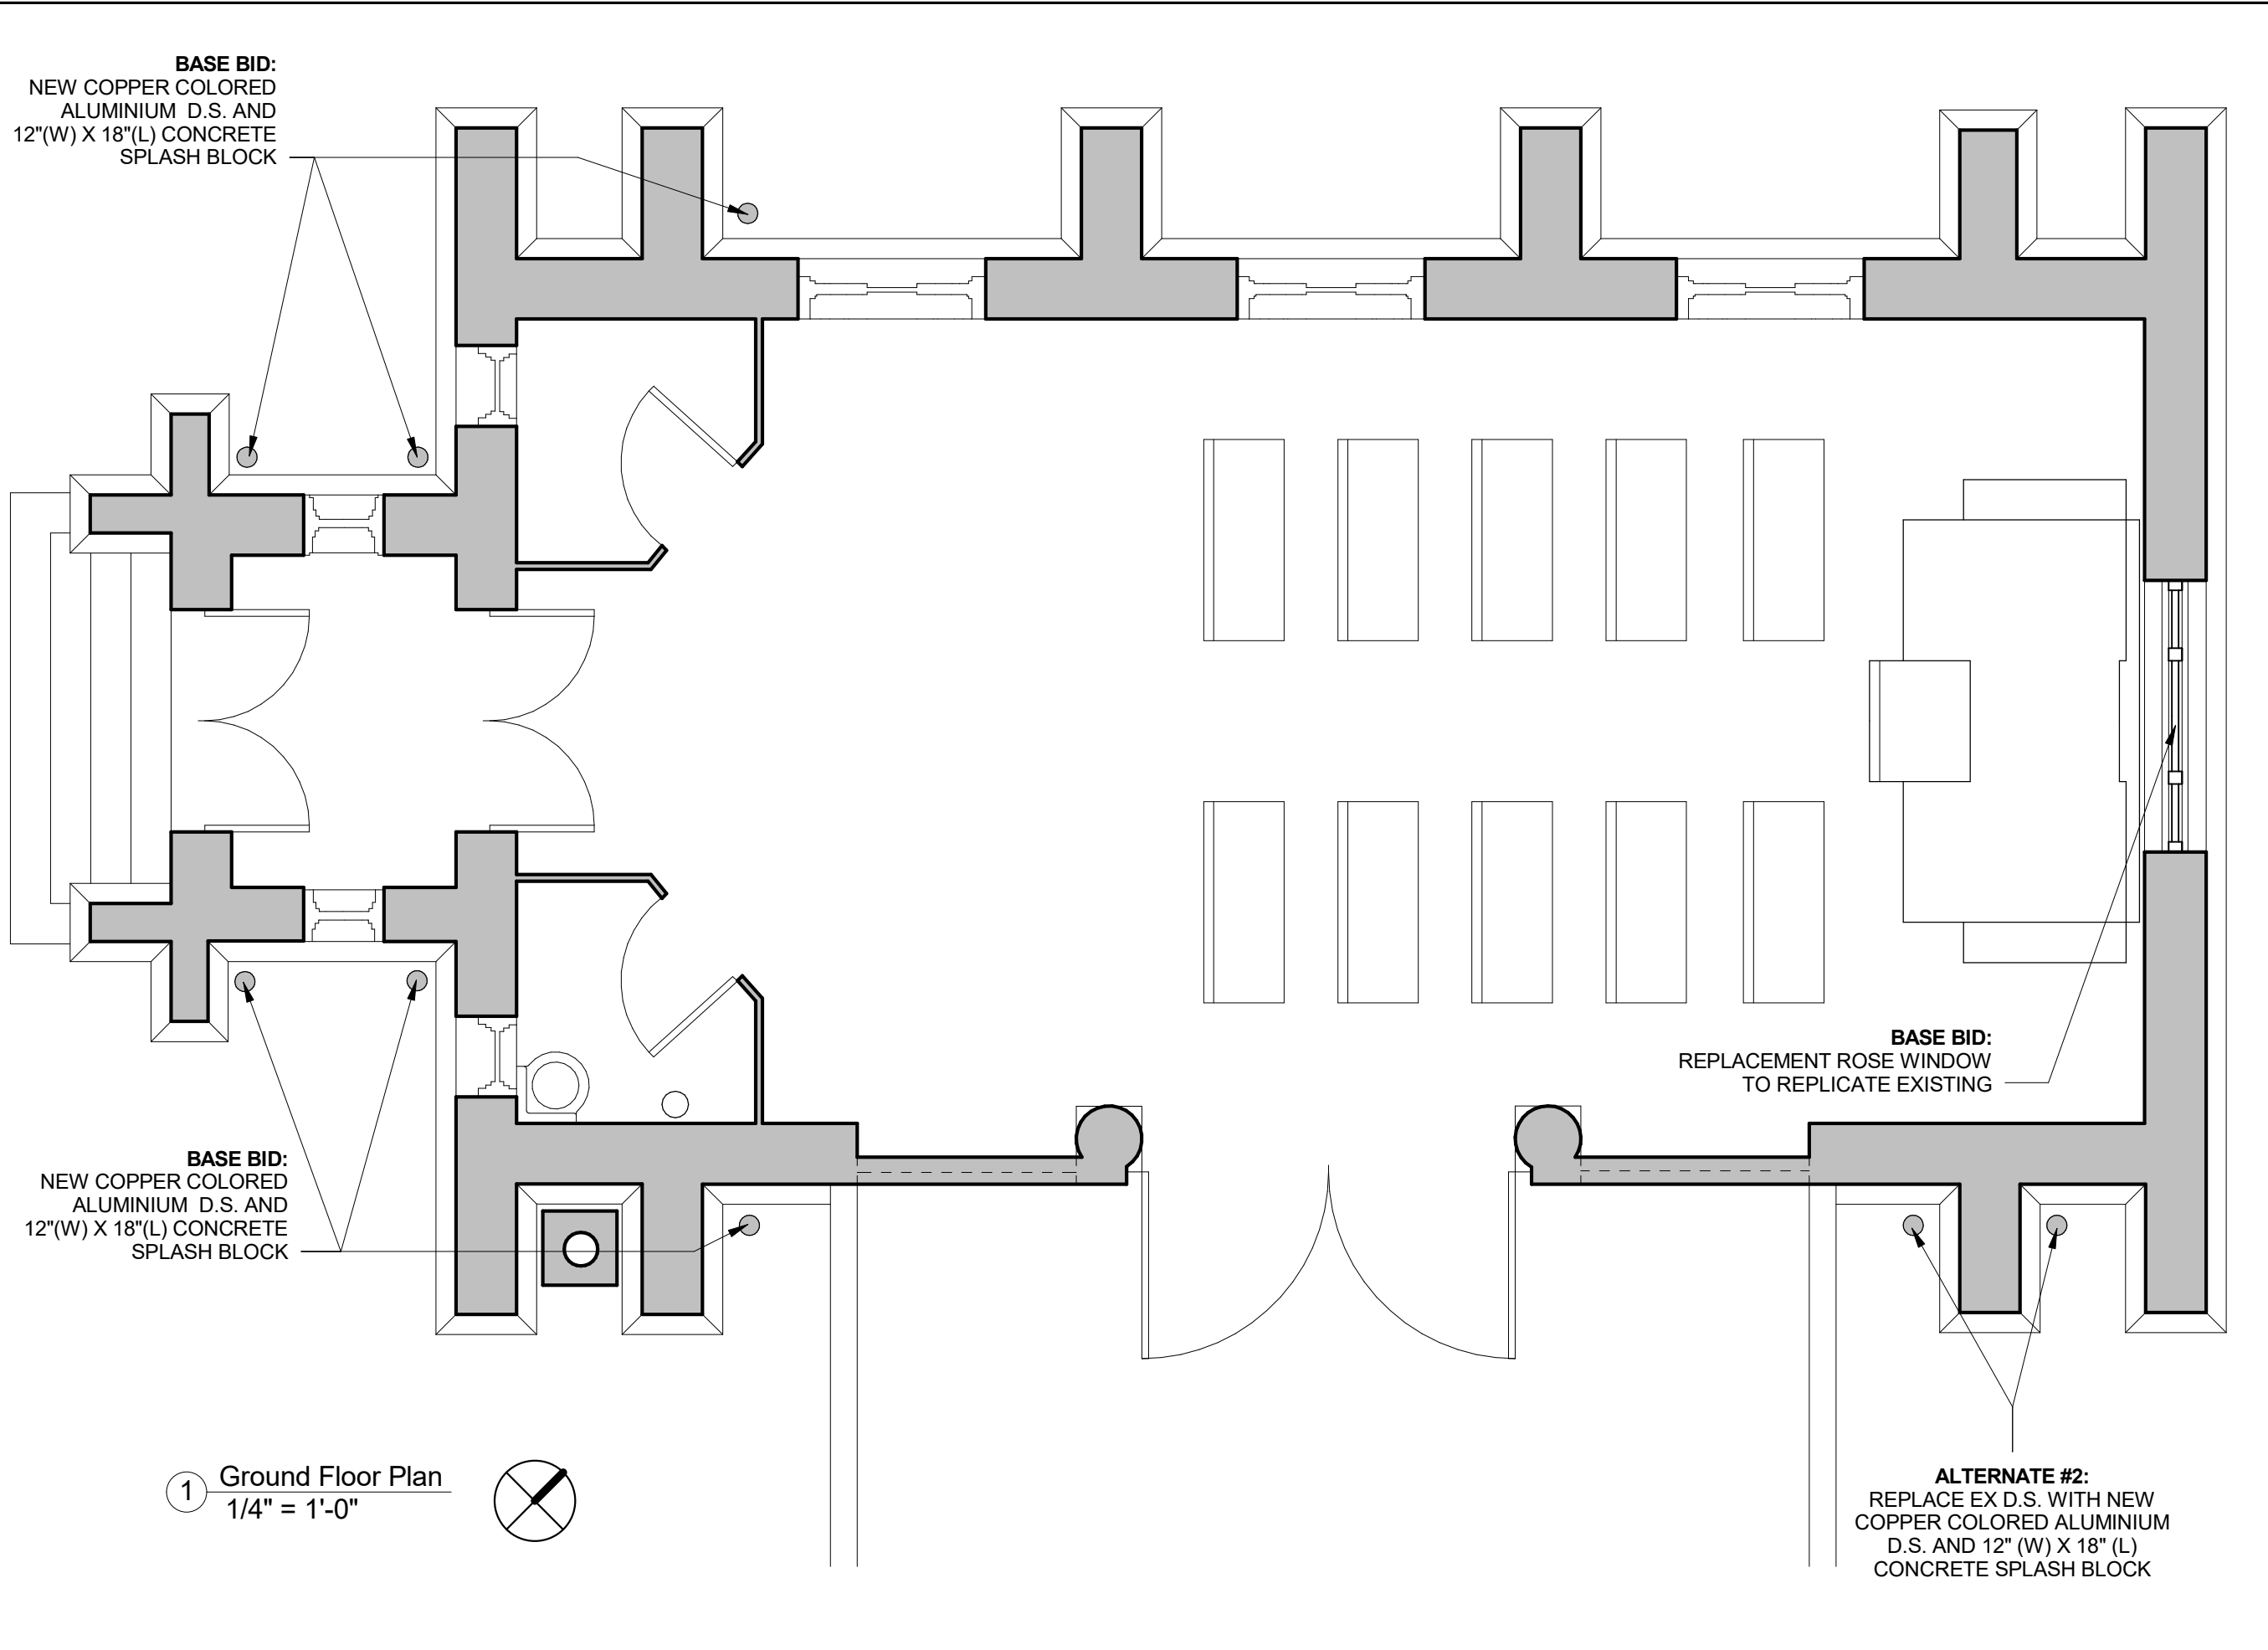 BASE BID:
NEW COPPER COLORED
ALUMINIUM D.S. AND
12"(W) X 18"(L) CONCRETE
SPLASH BLOCK
BASE BID:
REPLACEMENT ROSE WINDOW
TO REPLICATE EXISTING
BASE BID:
NEW COPPER COLORED
ALUMINIUM D.S. AND
12"(W) X 18"(L) CONCRETE
SPLASH BLOCK
1 Ground Floor Plan
1/4" = 1'-0"
ALTERNATE #2:
REPLACE EX D.S. WITH NEW
COPPER COLORED ALUMINIUM
D.S. AND 12" (W) X 18" (L)
CONCRETE SPLASH BLOCK